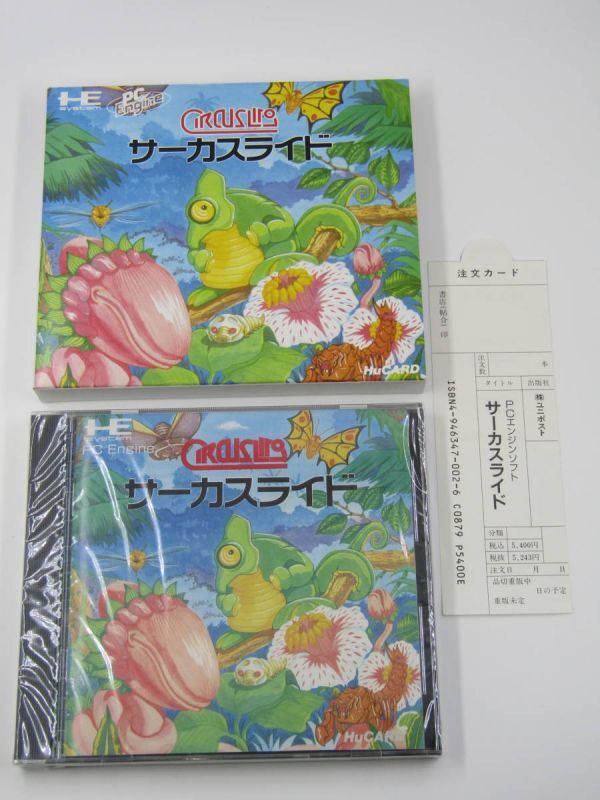 HE
system
PC
Engine
CIRCUSLIDO
サーカスライド
HuCARD
HE
system
PC Engine
CIRCUSLIDO
サーカスライド
HuCARD
注文カード
書店(帖合)印
注文数
本
タイトル
出版社
PCエンジンソフト
サーカスライド
㈱ユニポスト
ISBN4-946347-002-6 C0879 P5400E
分類
税込 5,400円
税抜 5,243円
注文日 月 日
品切重版中
日の予定
重版未定